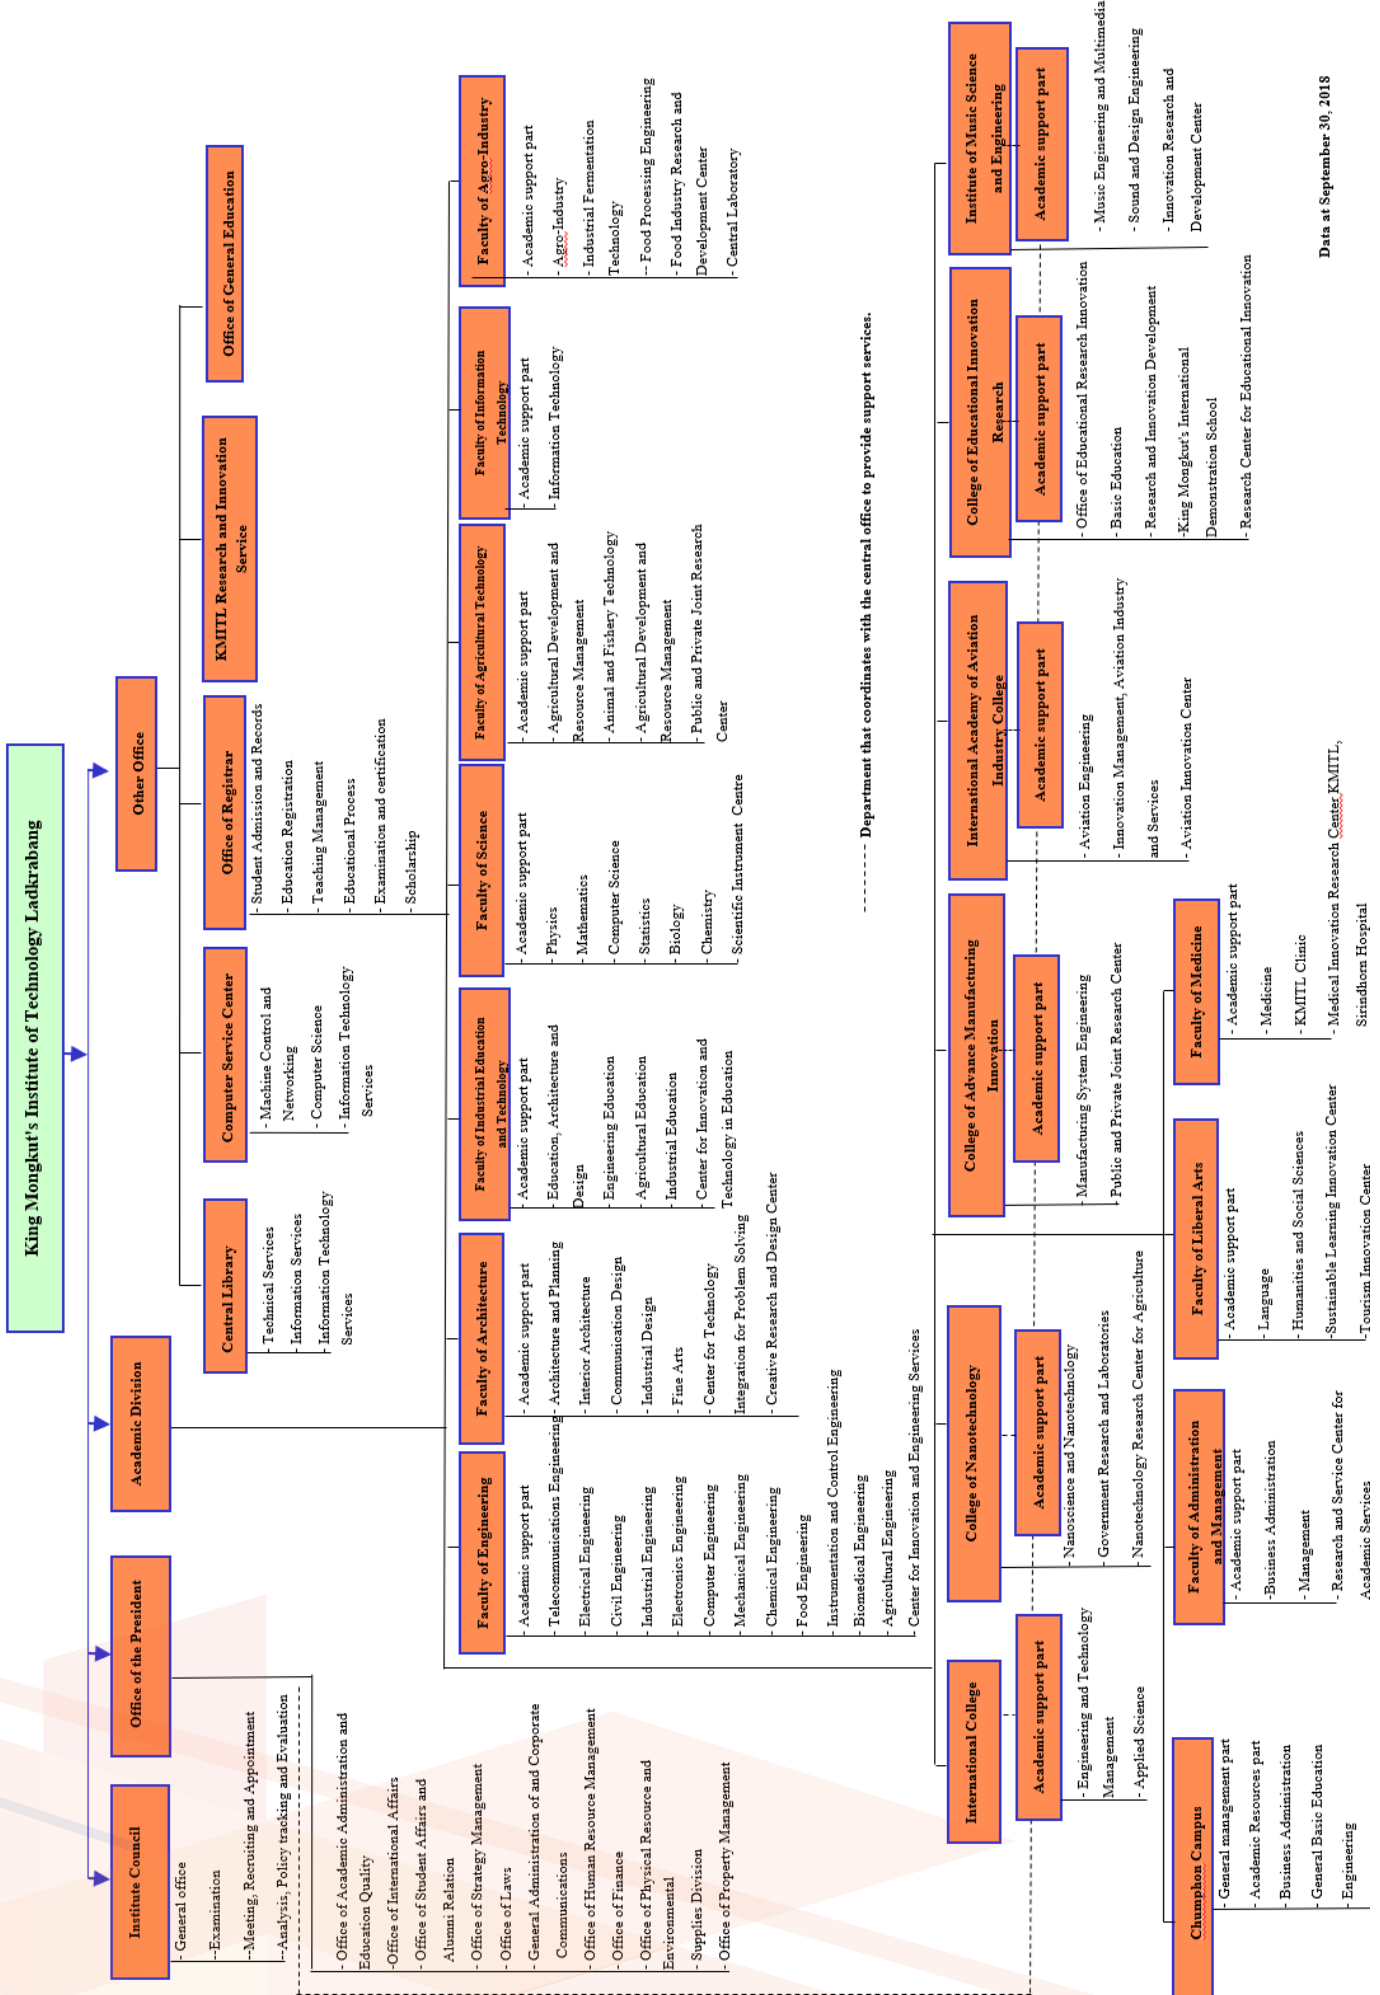 King Mongkut's Institute of Technology Ladkrabang
Institute Council
- General office
--Examination
--Meeting, Recruiting and Appointment
--Analysis, Policy tracking and Evaluation
Office of the President
- Office of Academic Administration and
Education Quality
-Office of International Affairs
- Office of Student Affairs and
Alumni Relation
- Office of Strategy Management
- Office of Laws
- General Administration of and Corporate
Communications
- Office of Human Resource Management
- Office of Finance
- Office of Physical Resource and
Environmental
- Supplies Division
- Office of Property Management
Academic Division
Other Office
Central Library
- Technical Services
- Information Services
- Information Technology
Services
Computer Service Center
- Machine Control and
Networking
- Computer Science
- Information Technology
Services
Office of Registrar
- Student Admission and Records
- Education Registration
- Teaching Management
- Educational Process
- Examination and certification
- Scholarship
KMITL Research and Innovation
Service
Office of General Education
Faculty of Engineering
- Academic support part
- Telecommunications Engineering
- Electrical Engineering
- Civil Engineering
- Industrial Engineering
- Electronics Engineering
- Computer Engineering
- Mechanical Engineering
- Chemical Engineering
- Food Engineering
- Instrumentation and Control Engineering
- Biomedical Engineering
- Agricultural Engineering
- Center for Innovation and Engineering Services
Faculty of Architecture
- Academic support part
- Architecture and Planning
- Interior Architecture
- Communication Design
- Industrial Design
- Fine Arts
- Center for Technology
Integration for Problem Solving
- Creative Research and Design Center
Faculty of Industrial Education
and Technology
- Academic support part
- Education, Architecture and
Design
- Engineering Education
- Agricultural Education
- Industrial Education
- Center for Innovation and
Technology in Education
Faculty of Science
- Academic support part
- Physics
- Mathematics
- Computer Science
- Statistics
- Biology
- Chemistry
- Scientific Instrument Centre
Faculty of Agricultural Technology
- Academic support part
- Agricultural Development and
Resource Management
- Animal and Fishery Technology
- Agricultural Development and
Resource Management
- Public and Private Joint Research
Center
Faculty of Information
Technology
- Academic support part
- Information Technology
Faculty of Agro-Industry
- Academic support part
- Agro-Industry
- Industrial Fermentation
Technology
-- Food Processing Engineering
- Food Industry Research and
Development Center
- Central Laboratory
-------- Department that coordinates with the central office to provide support services.
International College
Academic support part
- Engineering and Technology
Management
- Applied Science
College of Nanotechnology
Academic support part
- Nanoscience and Nanotechnology
- Government Research and Laboratories
- Nanotechnology Research Center for Agriculture
College of Advance Manufacturing
Innovation
Academic support part
- Manufacturing System Engineering
- Public and Private Joint Research Center
International Academy of Aviation
Industry College
Academic support part
- Aviation Engineering
- Innovation Management, Aviation Industry
and Services
- Aviation Innovation Center
College of Educational Innovation
Research
Academic support part
- Office of Educational Research Innovation
- Basic Education
- Research and Innovation Development
-King Mongkut's International
Demonstration School
- Research Center for Educational Innovation
Institute of Music Science
and Engineering
Academic support part
- Music Engineering and Multimedia
- Sound and Design Engineering
- Innovation Research and
Development Center
Chumphon Campus
- General management part
- Academic Resources part
- Business Administration
- General Basic Education
- Engineering
Faculty of Administration
and Management
- Academic support part
-Business Administration
- Management
- Research and Service Center for
Academic Services
Faculty of Liberal Arts
- Academic support part
- Language
- Humanities and Social Sciences
-Sustainable Learning Innovation Center
-Tourism Innovation Center
Faculty of Medicine
- Academic support part
- Medicine
- KMITL Clinic
- Medical Innovation Research Center KMITL,
Sirindhorn Hospital
Data at September 30, 2018